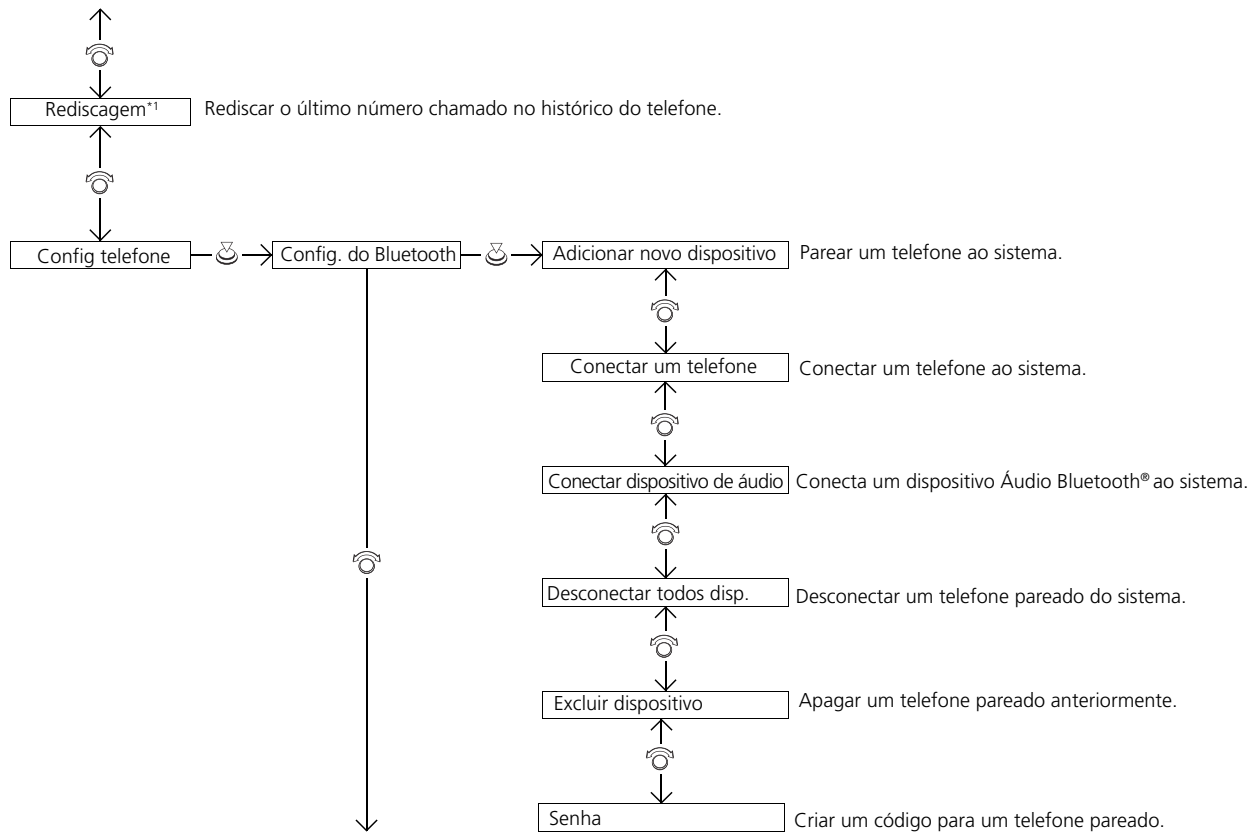 Rediscagem*1 Rediscar o último número chamado no histórico do telefone.
Config telefone Config. do Bluetooth Adicionar novo dispositivo Parear um telefone ao sistema.
Conectar um telefone Conectar um telefone ao sistema.
Conectar dispositivo de áudio Conecta um dispositivo Áudio Bluetooth® ao sistema.
Desconectar todos disp. Desconectar um telefone pareado do sistema.
Excluir dispositivo Apagar um telefone pareado anteriormente.
Senha Criar um código para um telefone pareado.